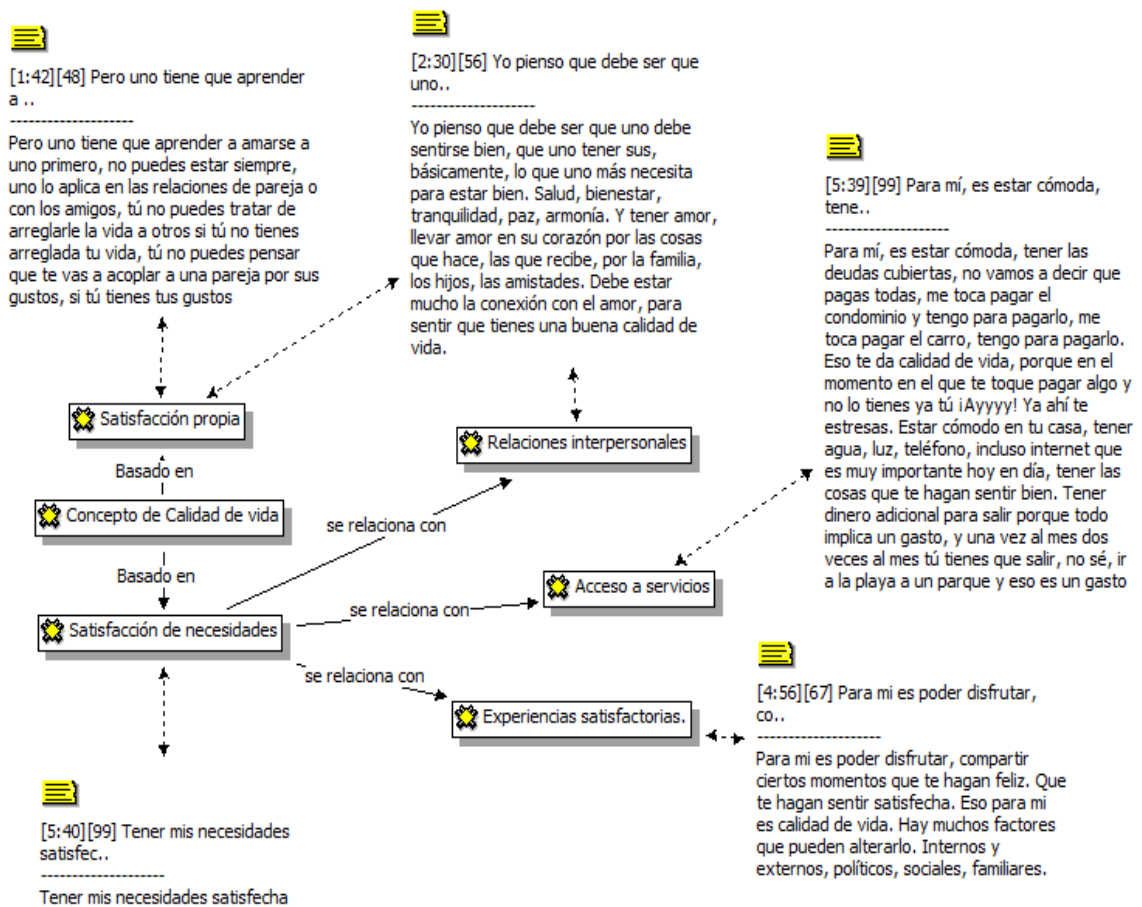 [1:42][48] Pero uno tiene que aprender
a ..
--------------------
Pero uno tiene que aprender a amarse a
uno primero, no puedes estar siempre,
uno lo aplica en las relaciones de pareja o
con los amigos, tú no puedes tratar de
arreglarle la vida a otros si tú no tienes
arreglada tu vida, tú no puedes pensar
que te vas a acoplar a una pareja por sus
gustos, si tú tienes tus gustos
[2:30][56] Yo pienso que debe ser que
uno..
--------------------
Yo pienso que debe ser que uno debe
sentirse bien, que uno tener sus,
básicamente, lo que uno más necesita
para estar bien. Salud, bienestar,
tranquilidad, paz, armonía. Y tener amor,
llevar amor en su corazón por las cosas
que hace, las que recibe, por la familia,
los hijos, las amistades. Debe estar
mucho la conexión con el amor, para
sentir que tienes una buena calidad de
vida.
[5:39][99] Para mí, es estar cómoda,
tene..
--------------------
Para mí, es estar cómoda, tener las
deudas cubiertas, no vamos a decir que
pagas todas, me toca pagar el
condominio y tengo para pagarlo, me
toca pagar el carro, tengo para pagarlo.
Eso te da calidad de vida, porque en el
momento en el que te toque pagar algo y
no lo tienes ya tú ¡Ayyyy! Ya ahí te
estresas. Estar cómodo en tu casa, tener
agua, luz, teléfono, incluso internet que
es muy importante hoy en día, tener las
cosas que te hagan sentir bien. Tener
dinero adicional para salir porque todo
implica un gasto, y una vez al mes dos
veces al mes tú tienes que salir, no sé, ir
a la playa a un parque y eso es un gasto
Satisfacción propia
Basado en
Concepto de Calidad de vida
Basado en
Satisfacción de necesidades
se relaciona con
Relaciones interpersonales
se relaciona con
Acceso a servicios
se relaciona con
Experiencias satisfactorias.
[4:56][67] Para mi es poder disfrutar,
co..
--------------------
Para mi es poder disfrutar, compartir
ciertos momentos que te hagan feliz. Que
te hagan sentir satisfecha. Eso para mi
es calidad de vida. Hay muchos factores
que pueden alterarlo. Internos y
externos, políticos, sociales, familiares.
[5:40][99] Tener mis necesidades
satisfec..
--------------------
Tener mis necesidades satisfecha